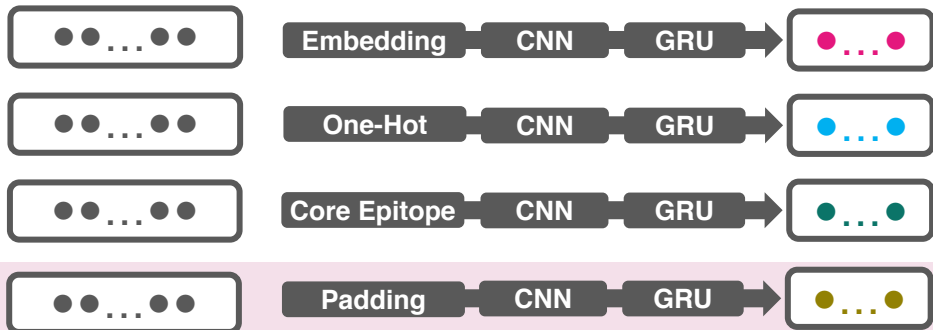 Embedding CNN GRU
One-Hot CNN GRU
Core Epitope CNN GRU
Padding CNN GRU